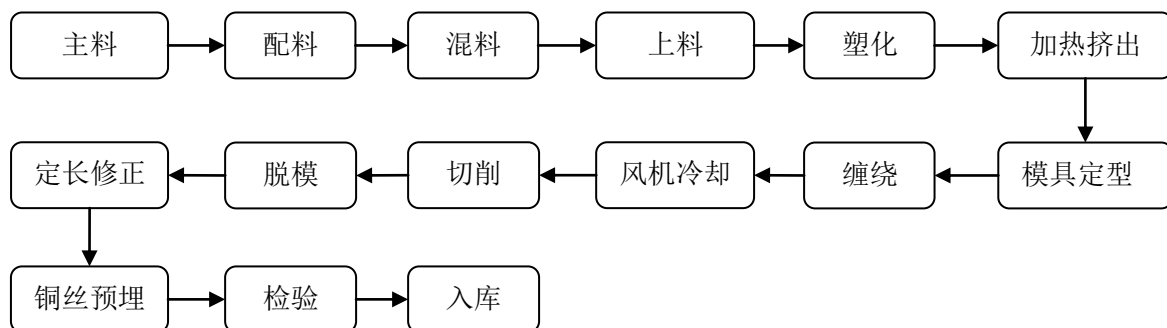 主料 配料 混料 上料 塑化 加热挤出
定长修正 脱模 切削 风机冷却 缠绕 模具定型
铜丝预埋 检验 入库